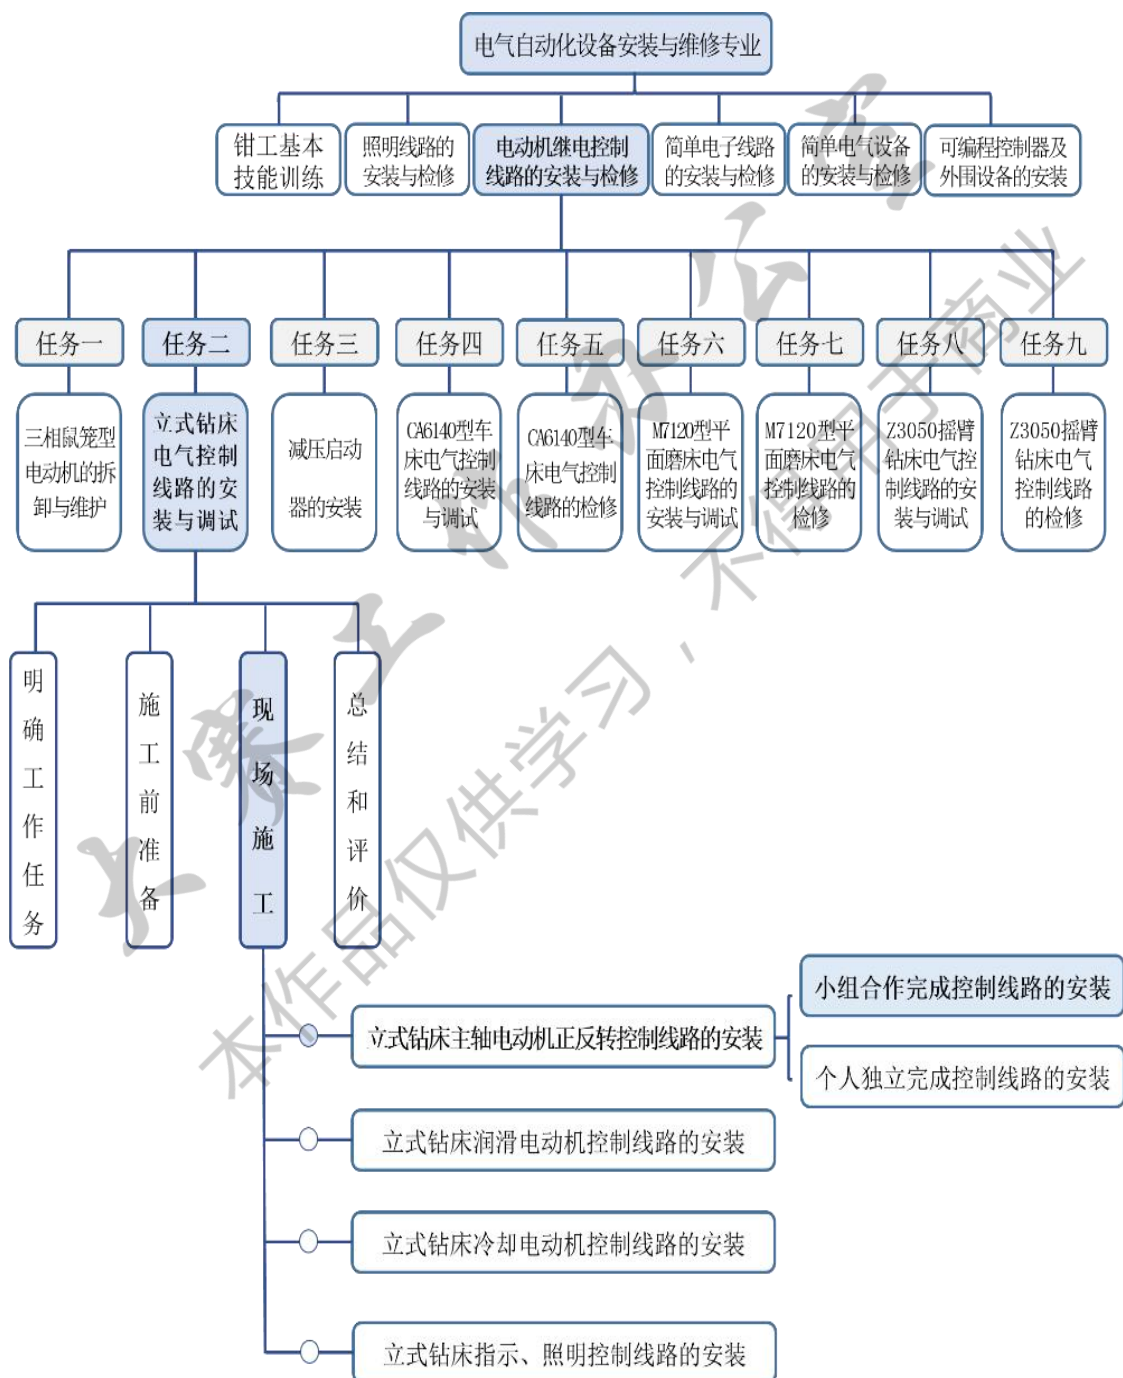 电气自动化设备安装与维修专业
钳工基本
技能训练
照明线路的
安装与检修
电动机继电控制
线路的安装与检修
简单电子线路
的安装与检修
简单电气设备
的安装与检修
可编程控制器及
外围设备的安装
任务一
任务二
任务三
任务四
任务五
任务六
任务七
任务八
任务九
三相鼠笼型
电动机的拆
卸与维护
立式钻床
电气控制
线路的安
装与调试
减压启动
器的安装
CA6140型车
床电气控制
线路的安装
与调试
CA6140型车
床电气控制
线路的检修
M7120型平
面磨床电气
控制线路的
安装与调试
M7120型平
面磨床电气
控制线路的
检修
Z3050摇臂
钻床电气控
制线路的安
装与调试
Z3050摇臂
钻床电气
控制线路
的检修
明确工作任务
施工前准备
现场施工
总结和评价
小组合作完成控制线路的安装
立式钻床主轴电动机正反转控制线路的安装
个人独立完成控制线路的安装
立式钻床润滑电动机控制线路的安装
立式钻床冷却电动机控制线路的安装
立式钻床指示、照明控制线路的安装
大赛工作办公室
本作品仅供学习，不得用于商业